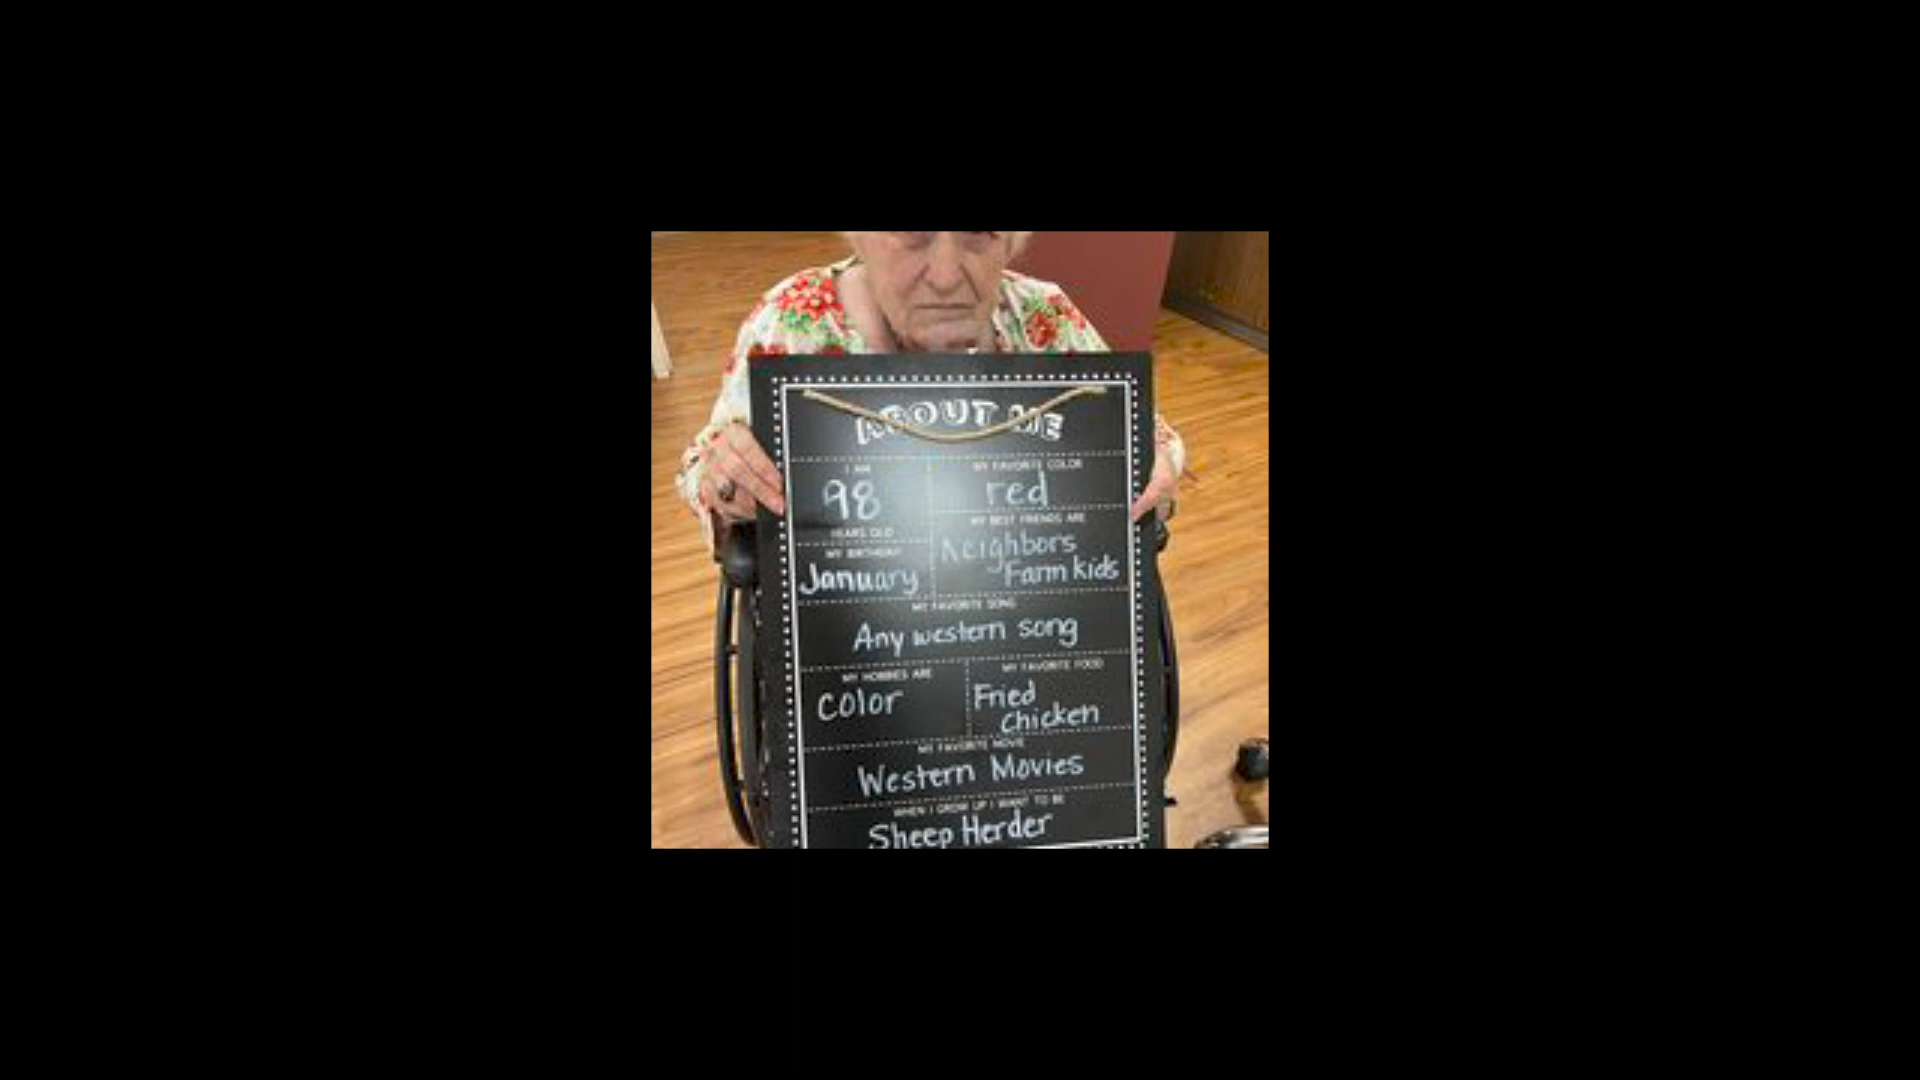 ABOUT ME
I AM
98
YEARS OLD
MY FAVORITE COLOR
red
MY BIRTHDAY
January
MY BEST FRIENDS ARE
Neighbors
Farm kids
MY FAVORITE SONG
Any western song
MY HOBBIES ARE
color
MY FAVORITE FOOD
Fried
chicken
MY FAVORITE MOVIE
Western Movies
WHEN I GROW UP I WANT TO BE
Sheep Herder